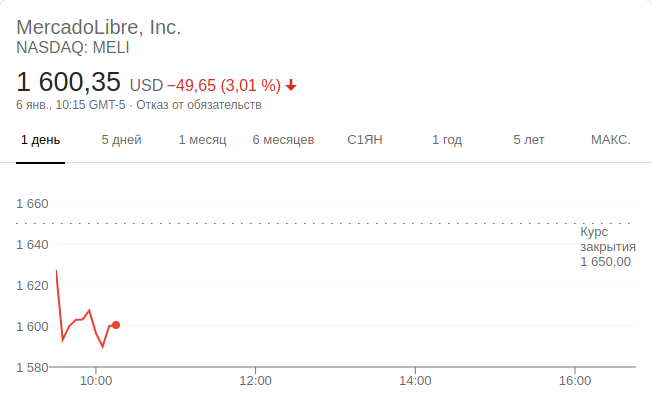 MercadoLibre, Inc.
NASDAQ: MELI
1 600,35 USD −49,65 (3,01 %)
6 янв., 10:15 GMT-5 · Отказ от обязательств
1 день 5 дней 1 месяц 6 месяцев С1ЯН 1 год 5 лет МАКС.
1 660
Курс
1 640 закрытия
1 650,00
1 620
1 600
1 580
10:00 12:00 14:00 16:00